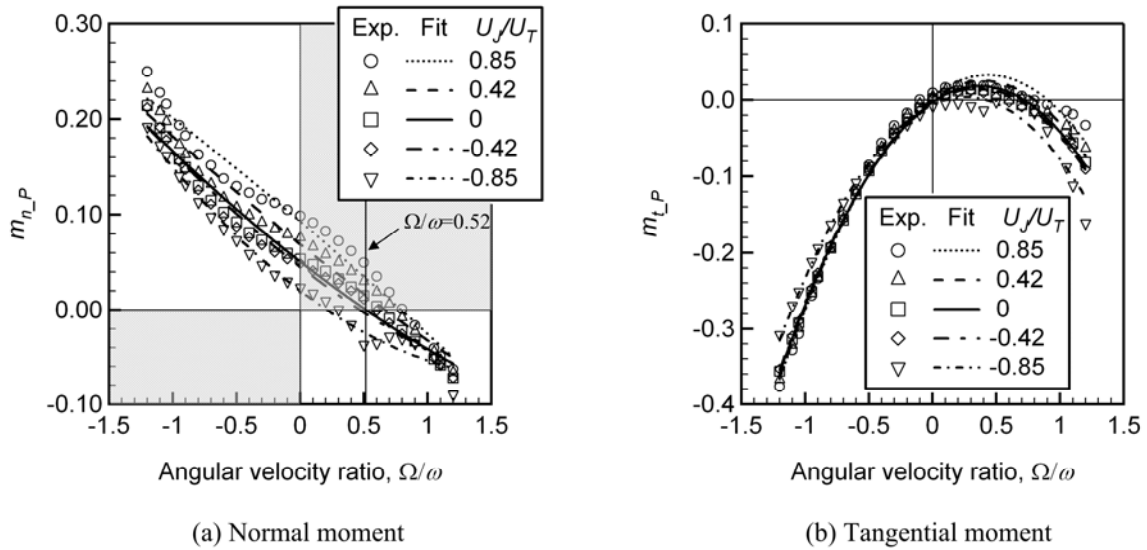 0.30
0.20
0.10
0.00
-0.10
-1.5 -1 -0.5 0 0.5 1 1.5
m_{n_P}
Angular velocity ratio, Ω/ω
Exp. Fit U_J/U_T
0.85
0.42
0
-0.42
-0.85
Ω/ω=0.52
(a) Normal moment
0.1
0.0
-0.1
-0.2
-0.3
-0.4
-1.5 -1 -0.5 0 0.5 1 1.5
m_{t_P}
Angular velocity ratio, Ω/ω
Exp. Fit U_J/U_T
0.85
0.42
0
-0.42
-0.85
(b) Tangential moment